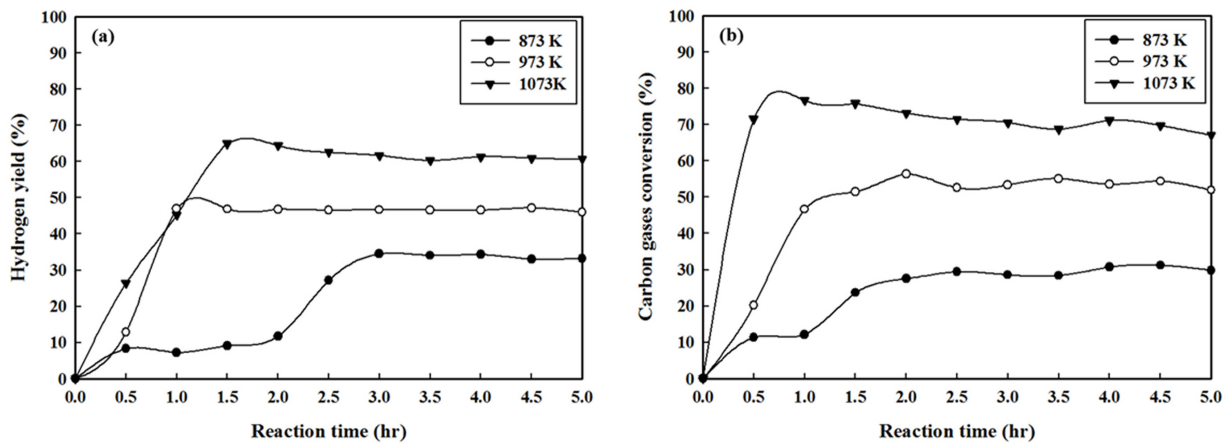 (a)
873 K
973 K
1073K
Hydrogen yield (%)
100
90
80
70
60
50
40
30
20
10
0
0.0 0.5 1.0 1.5 2.0 2.5 3.0 3.5 4.0 4.5 5.0
Reaction time (hr)
(b)
873 K
973 K
1073 K
Carbon gases conversion (%)
100
90
80
70
60
50
40
30
20
10
0
0.0 0.5 1.0 1.5 2.0 2.5 3.0 3.5 4.0 4.5 5.0
Reaction time (hr)